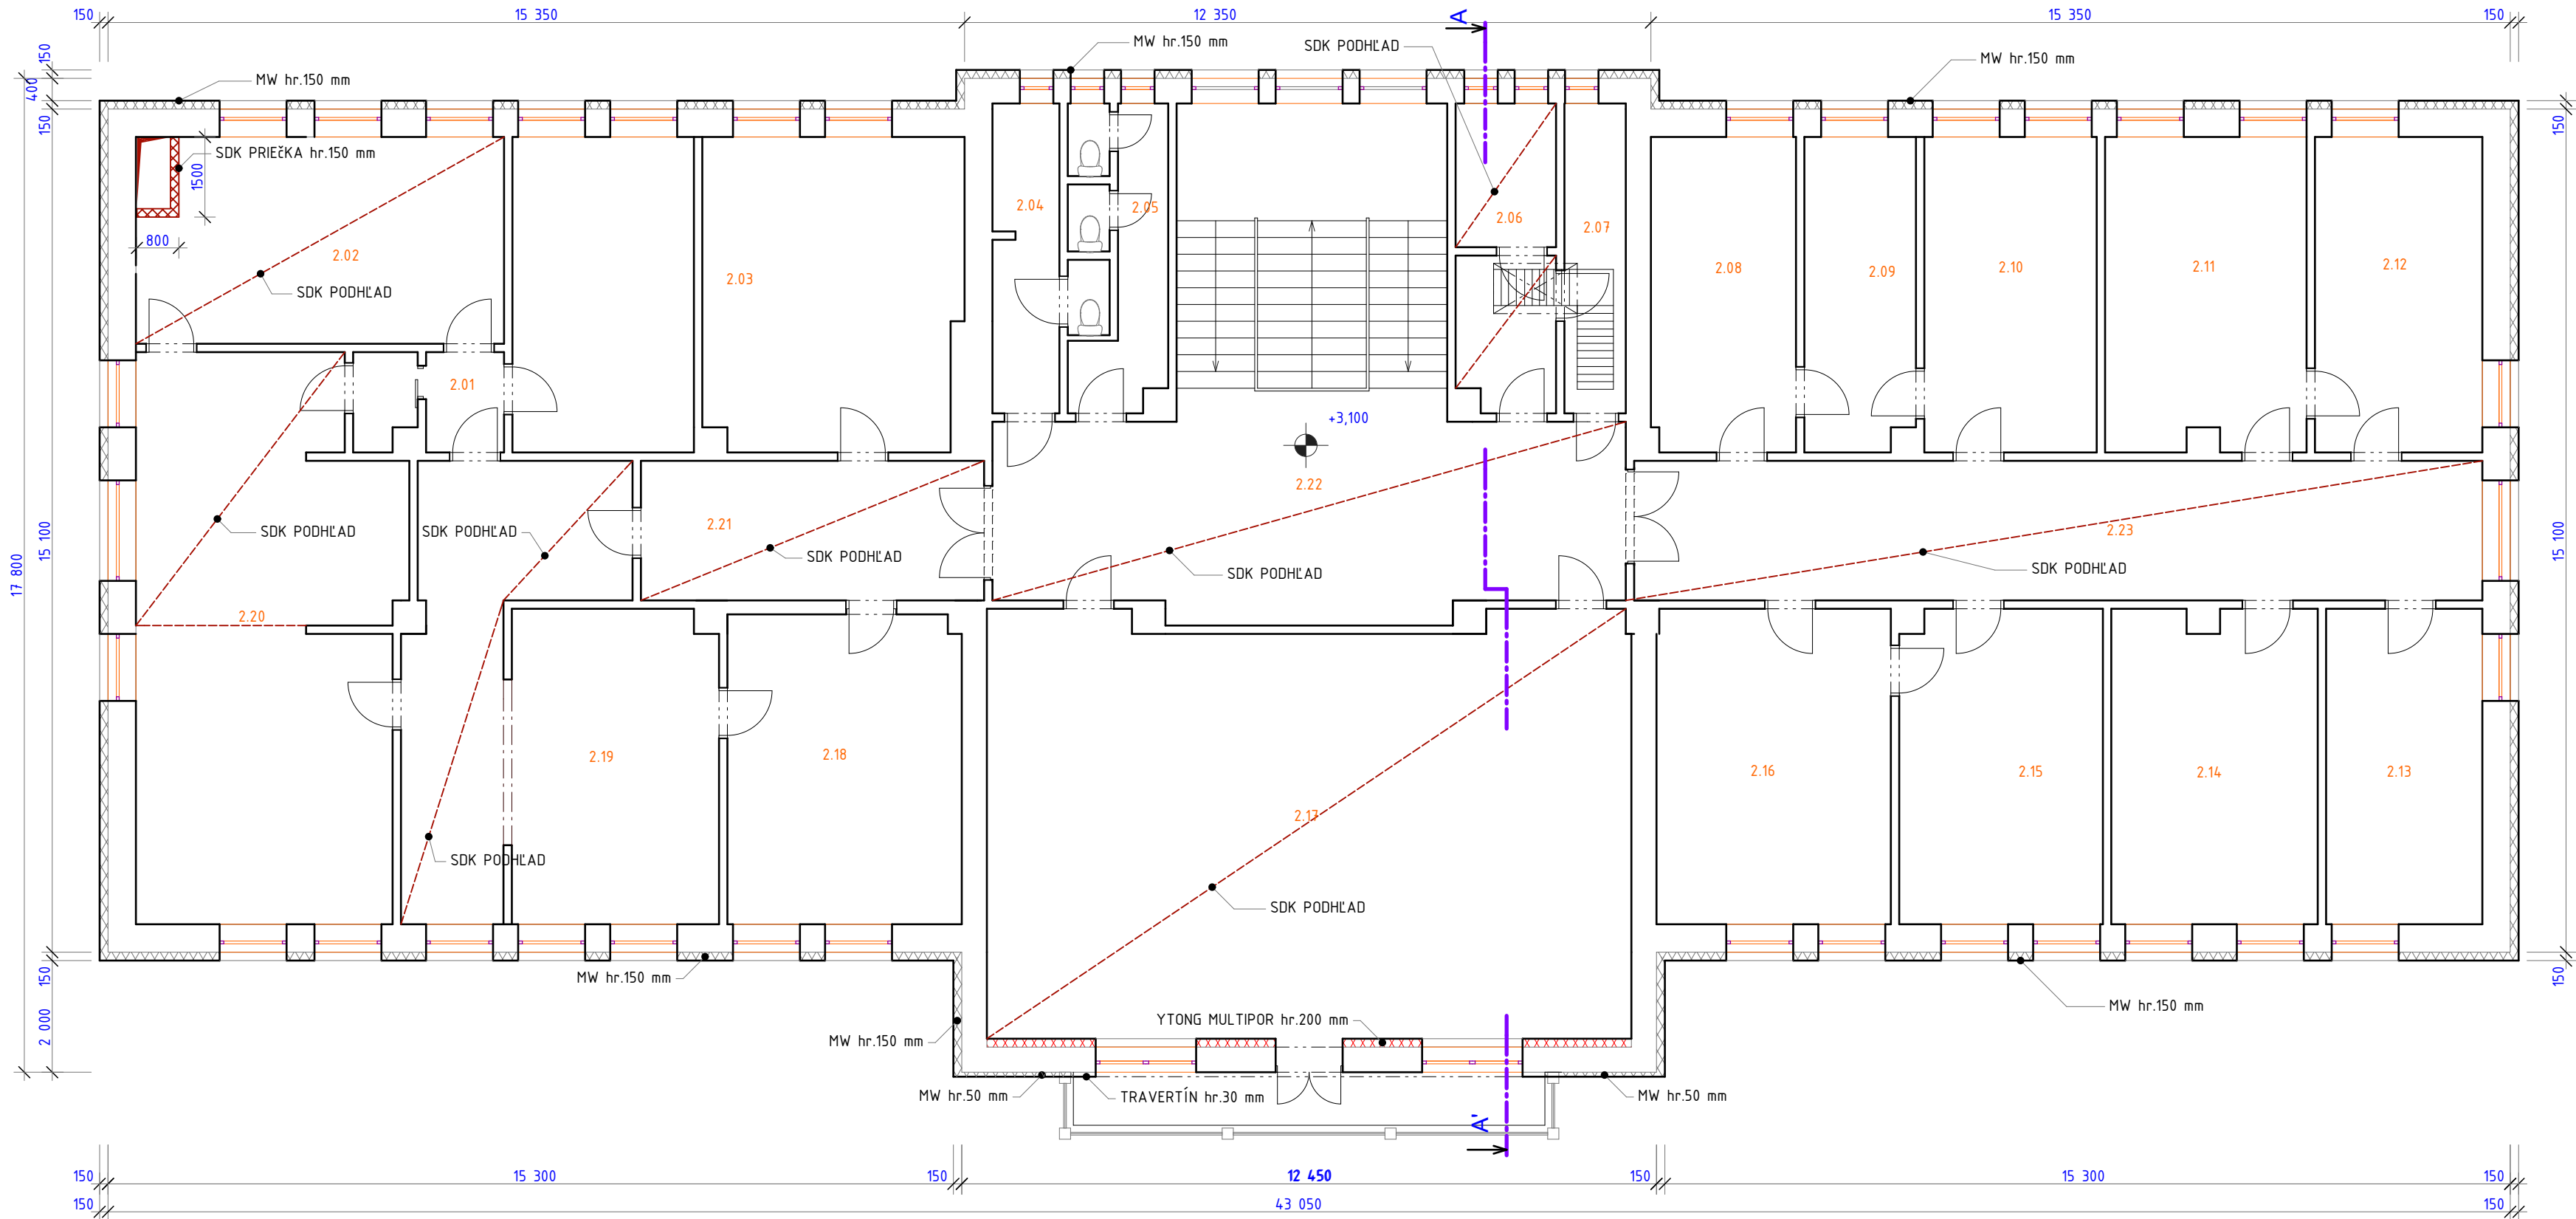 150
15 350
12 350
A
15 350
150
150
400
150
MW hr.150 mm
MW hr.150 mm
SDK PODHĽAD
MW hr.150 mm
150
SDK PRIEčKA hr.150 mm
1500
800
2.02
SDK PODHĽAD
2.03
2.04
2.05
2.06
2.07
2.08
2.09
2.10
2.11
2.12
2.01
+3,100
17 800
15 100
SDK PODHĽAD
SDK PODHĽAD
2.21
SDK PODHĽAD
2.22
SDK PODHĽAD
2.23
SDK PODHĽAD
15 100
2.20
2.19
2.18
2.17
2.16
2.15
2.14
2.13
SDK PODHĽAD
SDK PODHĽAD
150
2 000
MW hr.150 mm
MW hr.150 mm
YTONG MULTIPOR hr.200 mm
MW hr.150 mm
150
MW hr.50 mm
TRAVERTÍN hr.30 mm
MW hr.50 mm
A'
150
15 300
150
12 450
150
15 300
150
150
43 050
150